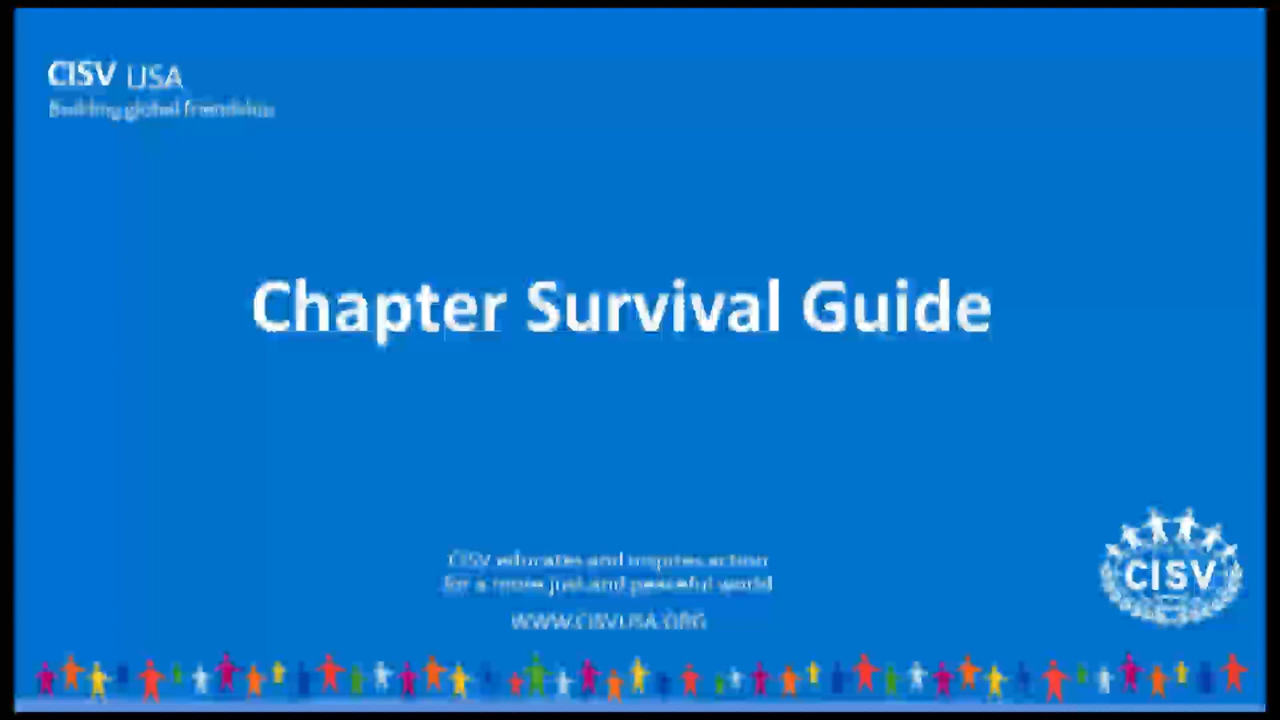 CISV USA
Building global friendship
Chapter Survival Guide
CISV educates and inspires action
for a more just and peaceful world
WWW.CISVUSA.ORG
CISV